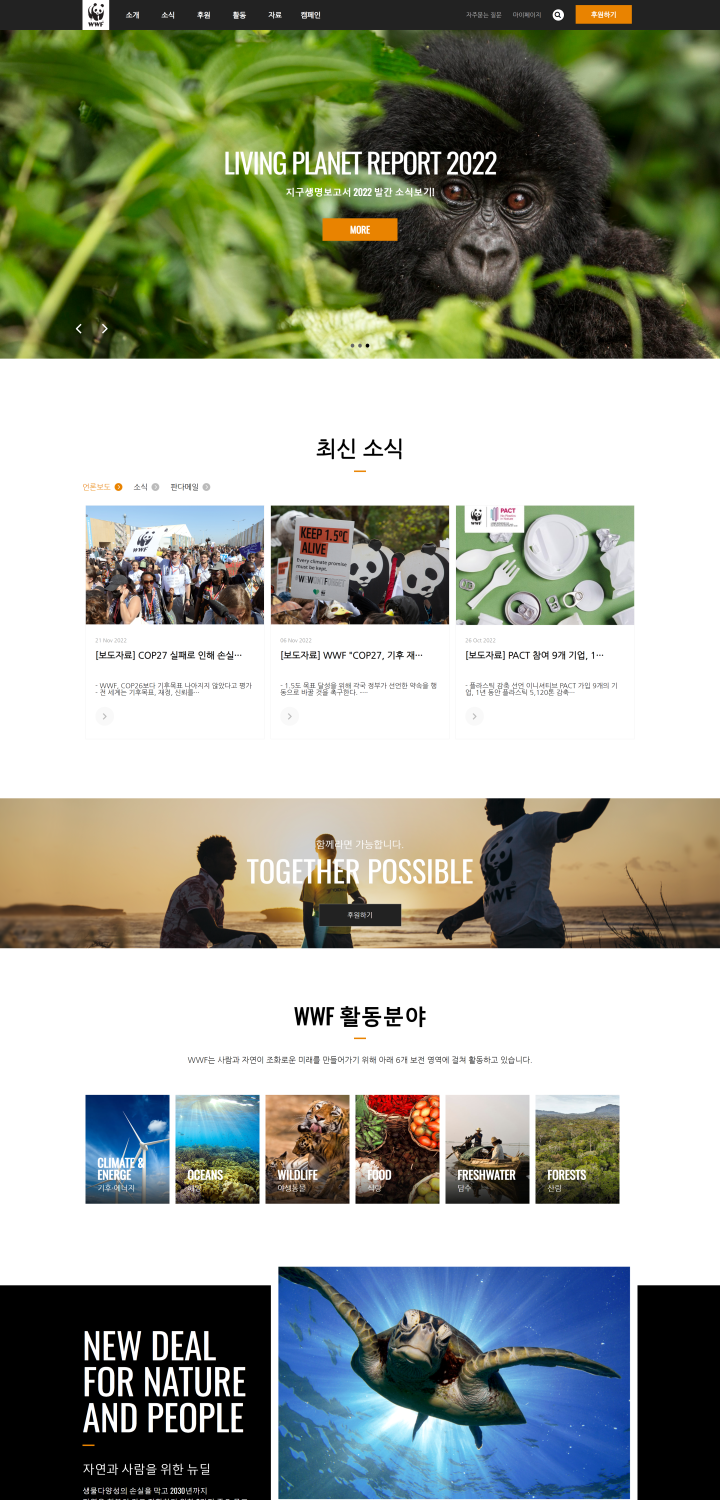 WWF
소개 소식 후원 활동 자료 캠페인
자주묻는 질문 마이페이지
후원하기
LIVING PLANET REPORT 2022
지구생명보고서 2022 발간 소식보기!
MORE
최신 소식
언론보도 소식 판다메일
WWF
KEEP 1.5ºC
ALIVE
Every climate promise
must be kept.
WWF
PACT
21 Nov 2022
[보도자료] COP27 실패로 인해 손실…
- WWF, COP26보다 기후목표 나아지지 않았다고 평가
- 전 세계는 기후목표, 재정, 신뢰를…
06 Nov 2022
[보도자료] WWF “COP27, 기후 재…
- 1.5도 목표 달성을 위해 각국 정부가 선언한 약속을 행
동으로 바꿀 것을 촉구한다. -…
26 Oct 2022
[보도자료] PACT 참여 9개 기업, 1…
- 플라스틱 감축 선언 이니셔티브 PACT 가입 9개의 기
업, 1년 동안 플라스틱 5,120톤 감축…
함께라면 가능합니다.
TOGETHER POSSIBLE
WWF
후원하기
WWF 활동분야
WWF는 사람과 자연이 조화로운 미래를 만들어가기 위해 아래 6개 보전 영역에 걸쳐 활동하고 있습니다.
CLIMATE &
ENERGY
기후·에너지
OCEANS
해양
WILDLIFE
야생동물
FOOD
식량
FRESHWATER
담수
FORESTS
산림
NEW DEAL
FOR NATURE
AND PEOPLE
자연과 사람을 위한 뉴딜
생물다양성의 손실을 막고 2030년까지